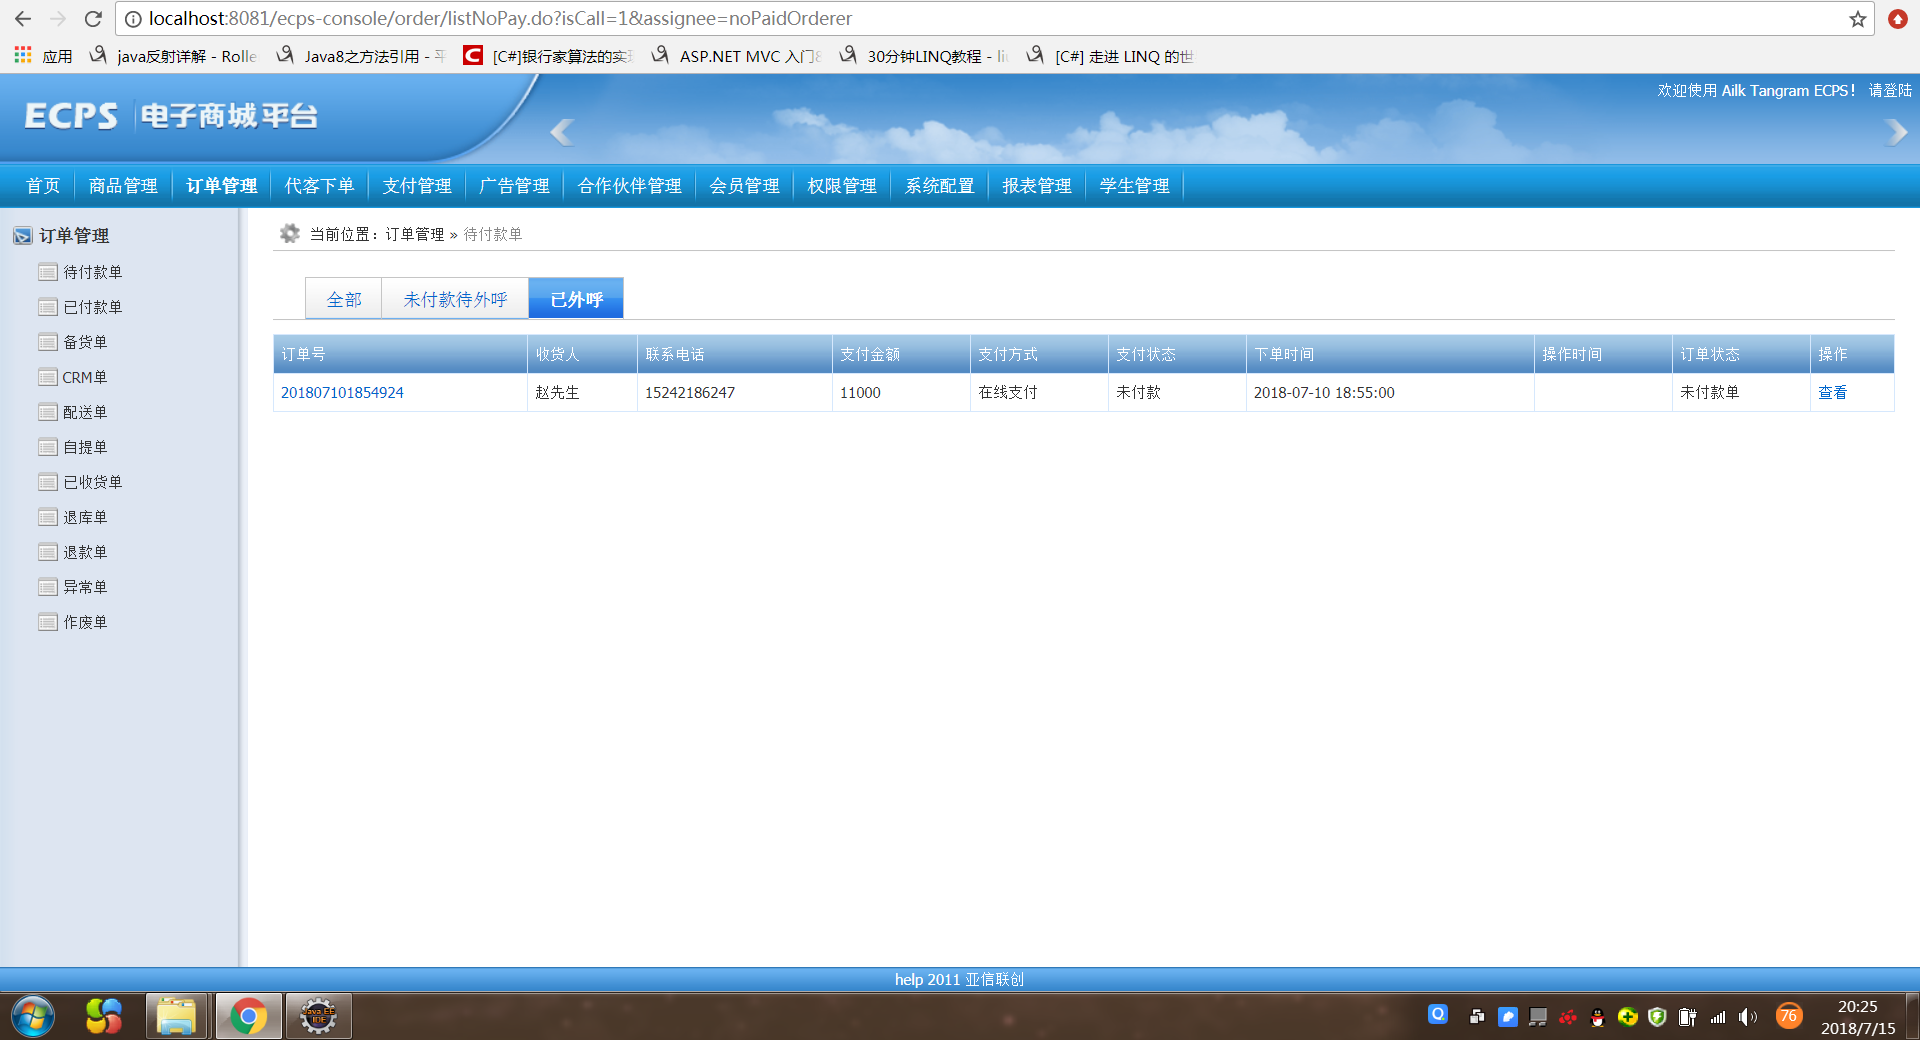 localhost:8081/ecps-console/order/listNoPay.do?isCall=1&assignee=noPaidOrderer
应用 java反射详解 - Rolle Java8之方法引用 - 平 [C#]银行家算法的实现 ASP.NET MVC 入门8 30分钟LINQ教程 - li [C#] 走进 LINQ 的世
ECPS 电子商城平台
欢迎使用 Ailk Tangram ECPS! 请登陆
首页 商品管理 订单管理 代客下单 支付管理 广告管理 合作伙伴管理 会员管理 权限管理 系统配置 报表管理 学生管理
订单管理
待付款单
已付款单
备货单
CRM单
配送单
自提单
已收货单
退库单
退款单
异常单
作废单
当前位置：订单管理 » 待付款单
全部 未付款待外呼 已外呼
订单号 收货人 联系电话 支付金额 支付方式 支付状态 下单时间 操作时间 订单状态 操作
201807101854924 赵先生 15242186247 11000 在线支付 未付款 2018-07-10 18:55:00 未付款单 查看
help 2011 亚信联创
Java EE
IDE
76
20:25
2018/7/15